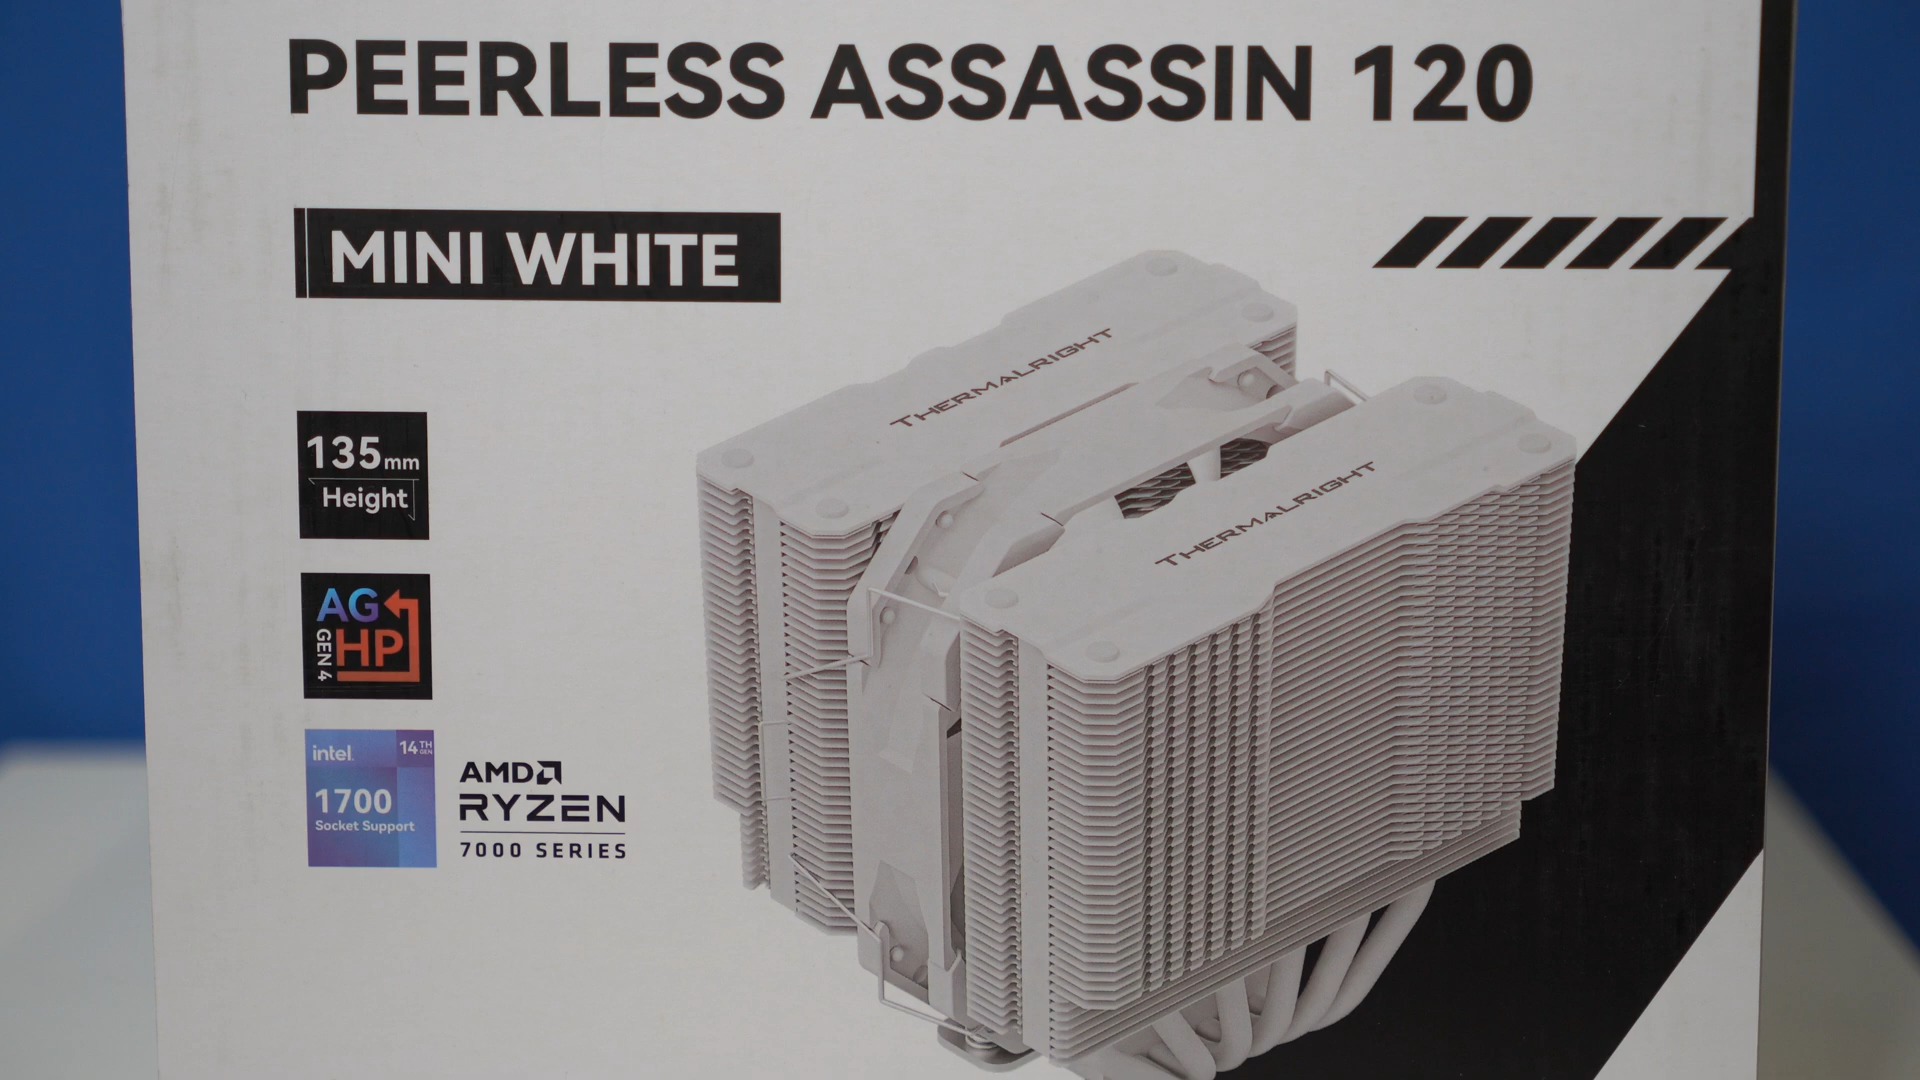 PEERLESS ASSASSIN 120
MINI WHITE
THERMALRIGHT
THERMALRIGHT
135mm
Height
AG
GEN 4
HP
intel.
14TH
GEN
1700
Socket Support
AMD
RYZEN
7000 SERIES